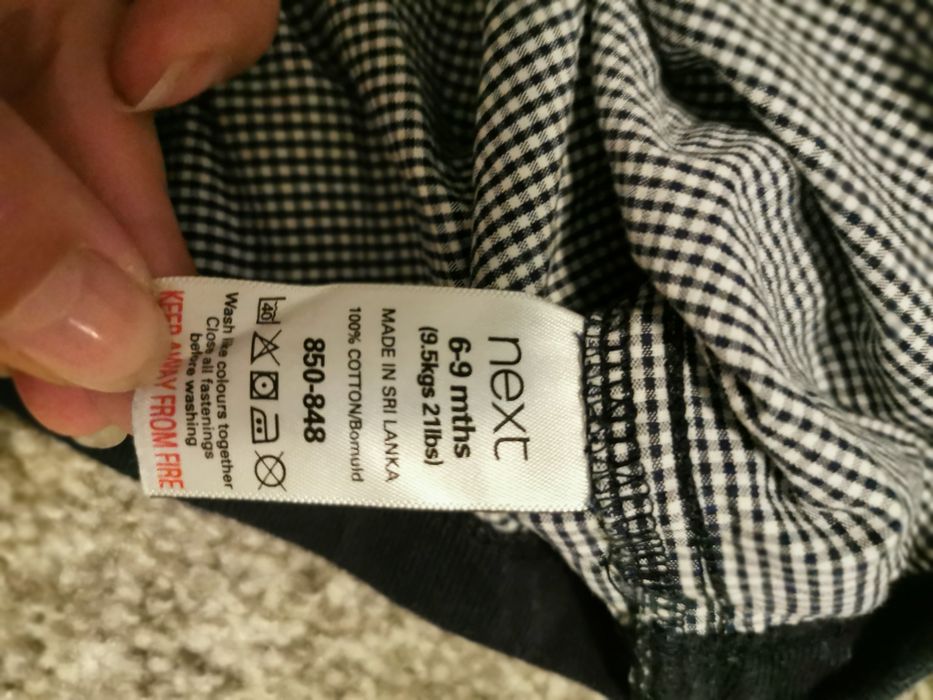 next
6-9 mths
(9.5kgs 21lbs)
MADE IN SRI LANKA
100% COTTON/Bomuld
850-848
40
Wash like colours together
Close all fastenings
before washing
KEEP AWAY FROM FIRE